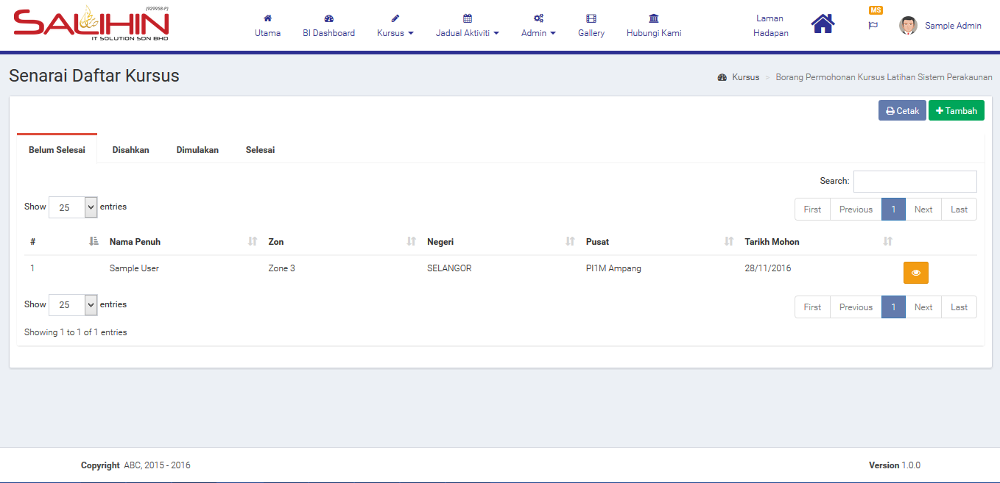 [929958-P]
SALIHIN
IT SOLUTION SDN BHD
Utama
BI Dashboard
Kursus
Jadual Aktiviti
Admin
Gallery
Hubungi Kami
Laman Hadapan
MS
Sample Admin
Senarai Daftar Kursus
Kursus > Borang Permohonan Kursus Latihan Sistem Perakaunan
Cetak
Tambah
Belum Selesai Disahkan Dimulakan Selesai
Search:
Show 25 entries
First Previous 1 Next Last
# Nama Penuh Zon Negeri Pusat Tarikh Mohon
1 Sample User Zone 3 SELANGOR PI1M Ampang 28/11/2016
Show 25 entries
First Previous 1 Next Last
Showing 1 to 1 of 1 entries
Copyright ABC, 2015 - 2016
Version 1.0.0